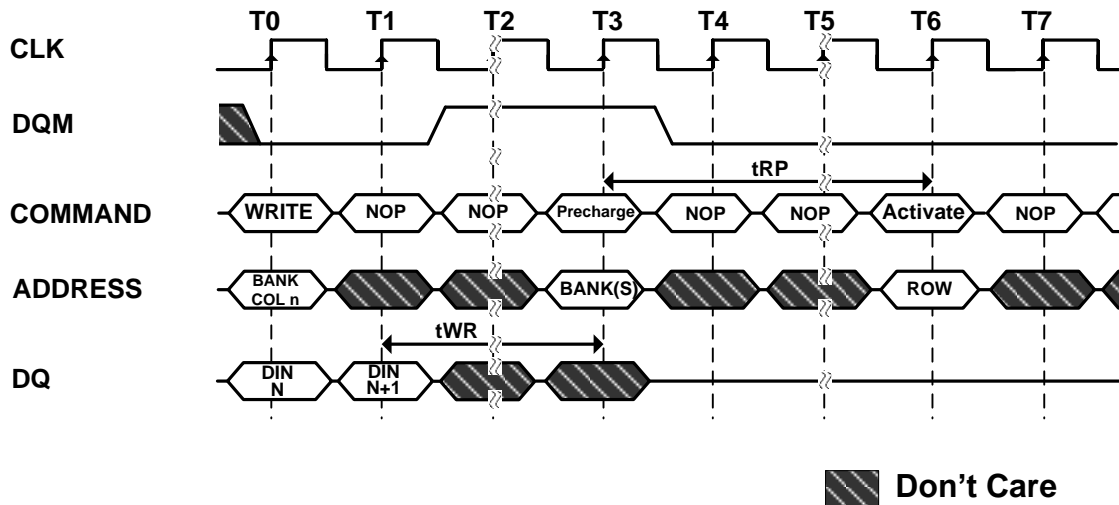 T0 T1 T2 T3 T4 T5 T6 T7
CLK
DQM
tRP
COMMAND WRITE NOP NOP Precharge NOP NOP Activate NOP
ADDRESS BANK COL n BANK(S) ROW
tWR
DQ DIN N DIN N+1
Don't Care